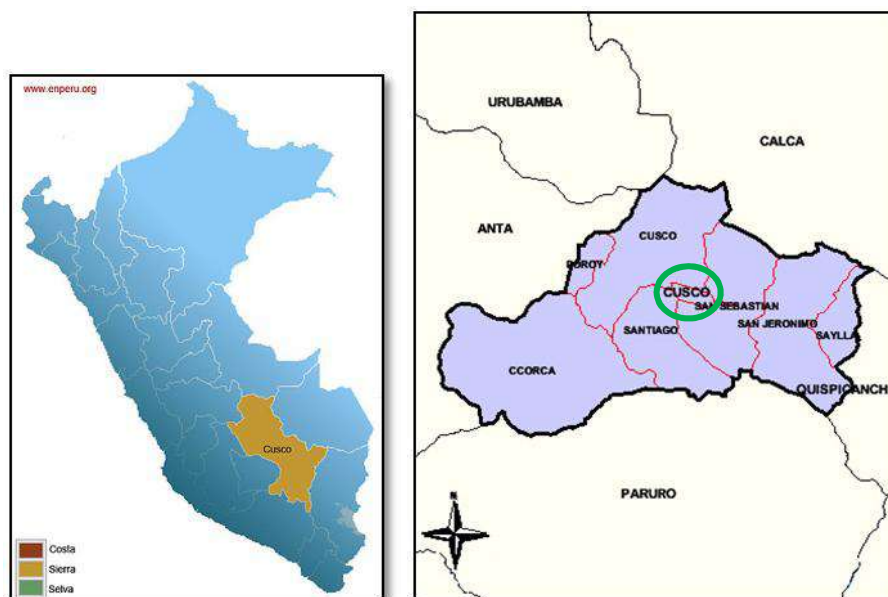 www.enperu.org
Cusco
Costa
Sierra
Selva
URUBAMBA
CALCA
ANTA
CUSCO
POROY
CUSCO
SAN SEBASTIAN
SANTIAGO
SAN JERONIMO
SAYLLA
CCORCA
QUISPICANCH
PARURO
N